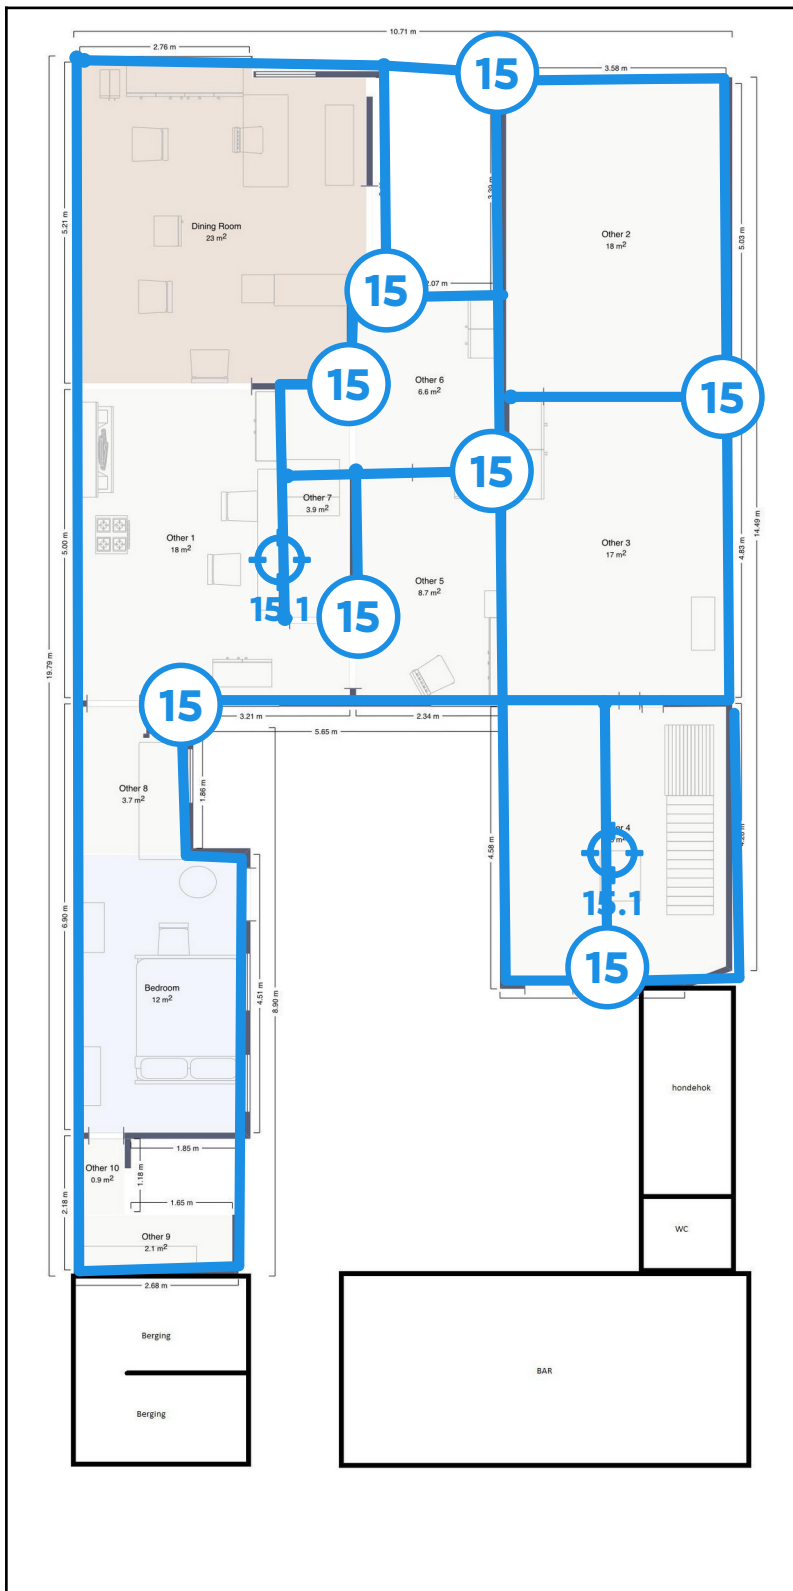 10.71 m
2.76 m
15
3.58 m
5.21 m
Dining Room
23 m²
3.39 m
Other 2
18 m²
5.03 m
15
2.07 m
15
Other 6
6.6 m²
15
15
Other 7
3.9 m²
Other 1
18 m²
5.00 m
15.1
Other 5
8.7 m²
15
Other 3
17 m²
4.83 m
14.49 m
19.79 m
15
3.21 m
2.34 m
5.65 m
Other 8
3.7 m²
1.86 m
4.58 m
15.1
6.90 m
15
Bedroom
12 m²
4.51 m
8.90 m
hondehok
1.85 m
Other 10
0.9 m²
1.18 m
1.65 m
2.18 m
WC
Other 9
2.1 m²
2.68 m
Berging
BAR
Berging